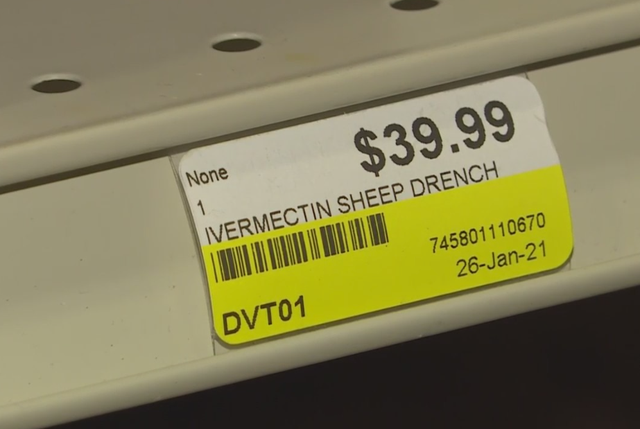 $39.99
None
1
IVERMECTIN SHEEP DRENCH
745801110670
26-Jan-21
DVT01